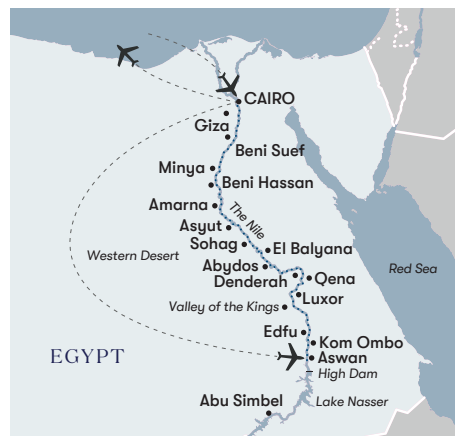 CAIRO
Giza
Beni Suef
Minya
Beni Hassan
Amarna
The Nile
Asyut
Sohag
El Balyana
Western Desert
Abydos
Denderah
Qena
Red Sea
Luxor
Valley of the Kings
Edfu
Kom Ombo
EGYPT
Aswan
High Dam
Abu Simbel
Lake Nasser